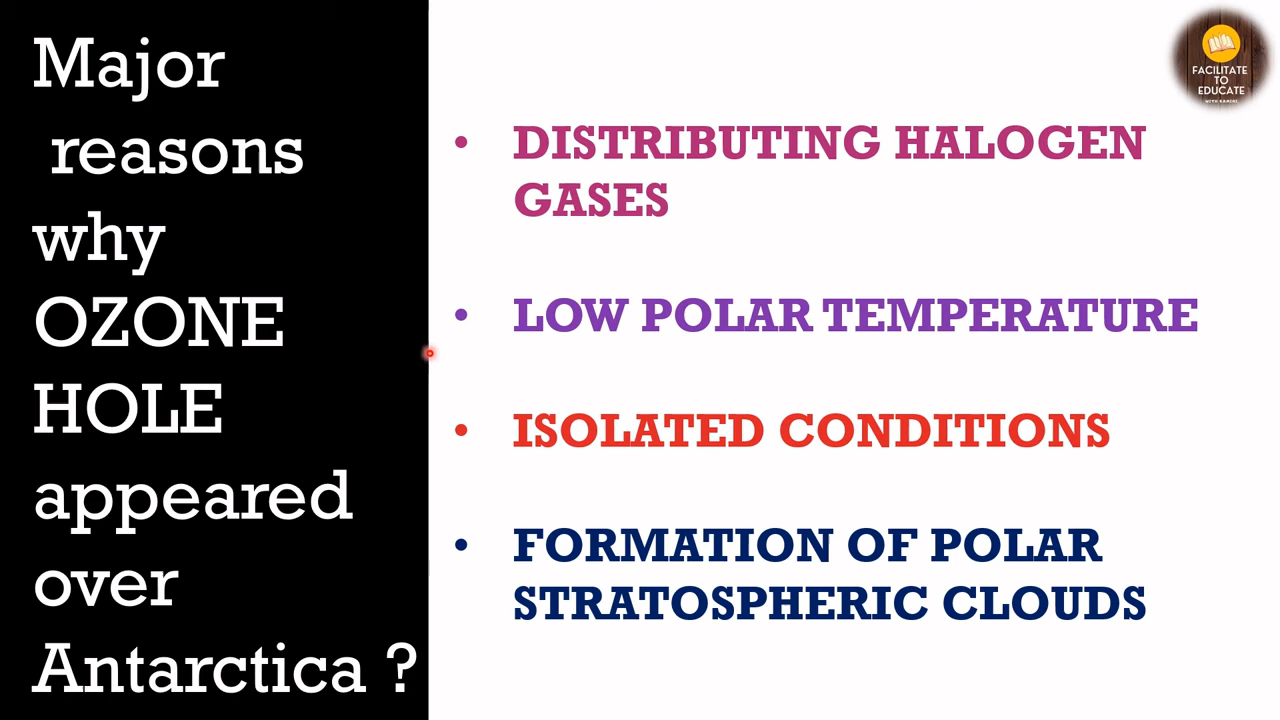 Major
reasons
why
OZONE
HOLE
appeared
over
Antarctica ?
• DISTRIBUTING HALOGEN
GASES
• LOW POLAR TEMPERATURE
• ISOLATED CONDITIONS
• FORMATION OF POLAR
STRATOSPHERIC CLOUDS
FACILITATE
TO
EDUCATE